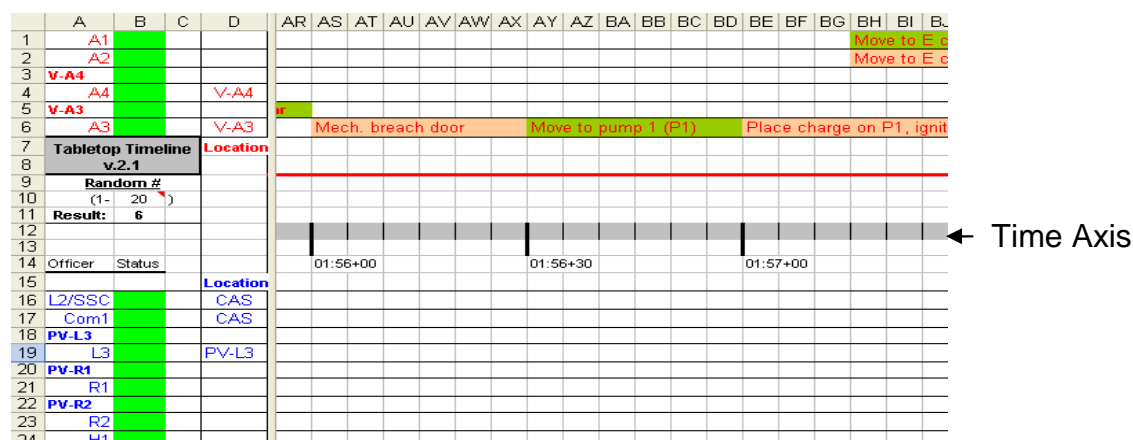 A B C D AR AS AT AU AV AW AX AY AZ BA BB BC BD BE BF BG BH BI
1 A1 Move to E c
2 A2 Move to E c
3 V-A4
4 A4 V-A4
5 V-A3 ar
6 A3 V-A3 Mech. breach door Move to pump 1 (P1) Place charge on P1, ignit
7 Tabletop Timeline Location
8 v.2.1
9 Random #
10 (1- 20 )
11 Result: 6
12
Time Axis
13
14 Officer Status 01:56+00 01:56+30 01:57+00
15 Location
16 L2/SSC CAS
17 Com1 CAS
18 PV-L3
19 L3 PV-L3
20 PV-R1
21 R1
22 PV-R2
23 R2
24 H1